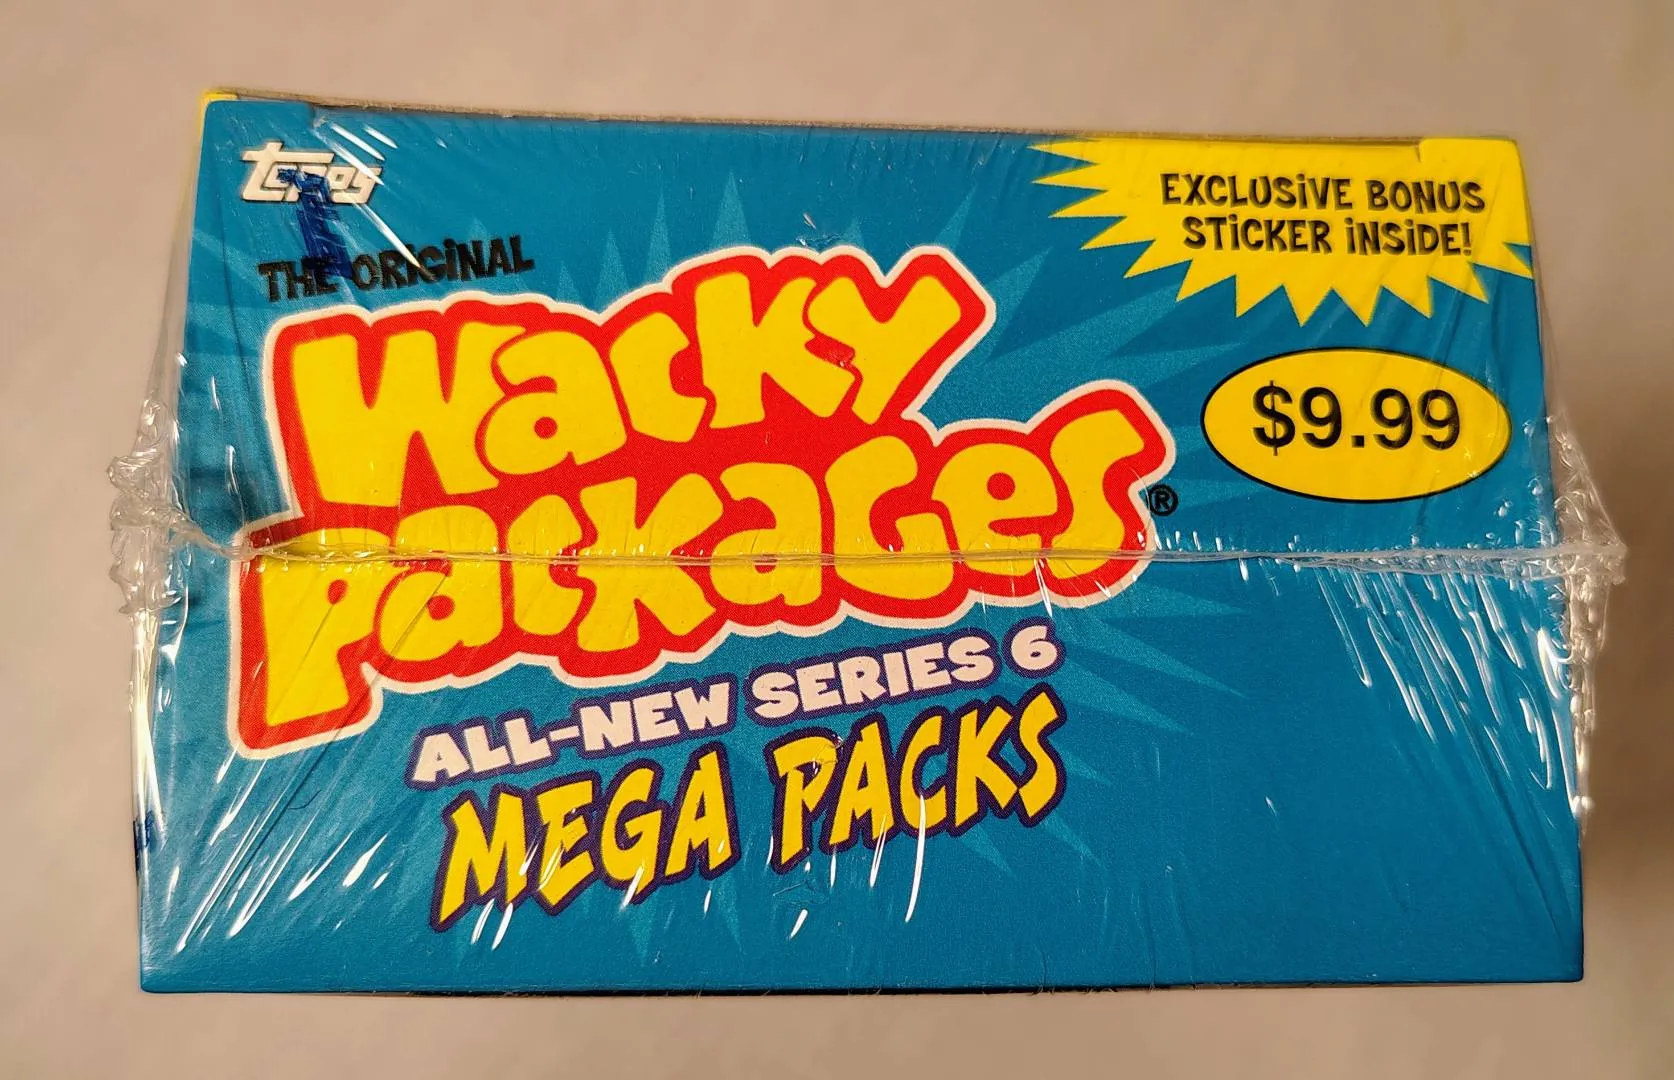 Topps
THE ORiGiNAL
Wacky
Packages®
ALL-NEW SERIES 6
MEGA PACKS
EXCLUSiVE BONUS
STiCKER iNSiDE!
$9.99